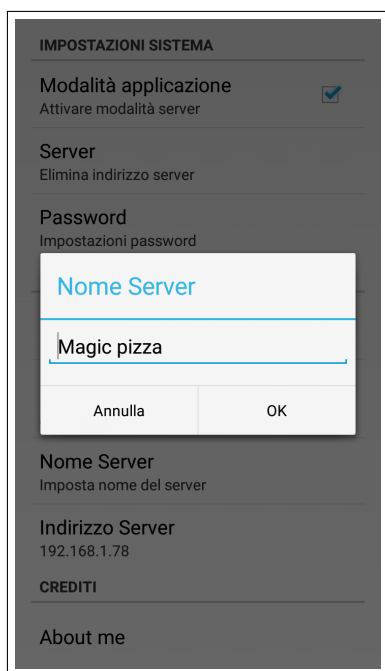 IMPOSTAZIONI SISTEMA
Modalità applicazione
Attivare modalità server
Server
Elimina indirizzo server
Password
Impostazioni password
Nome Server
Magic pizza
Annulla OK
Nome Server
Imposta nome del server
Indirizzo Server
192.168.1.78
CREDITI
About me